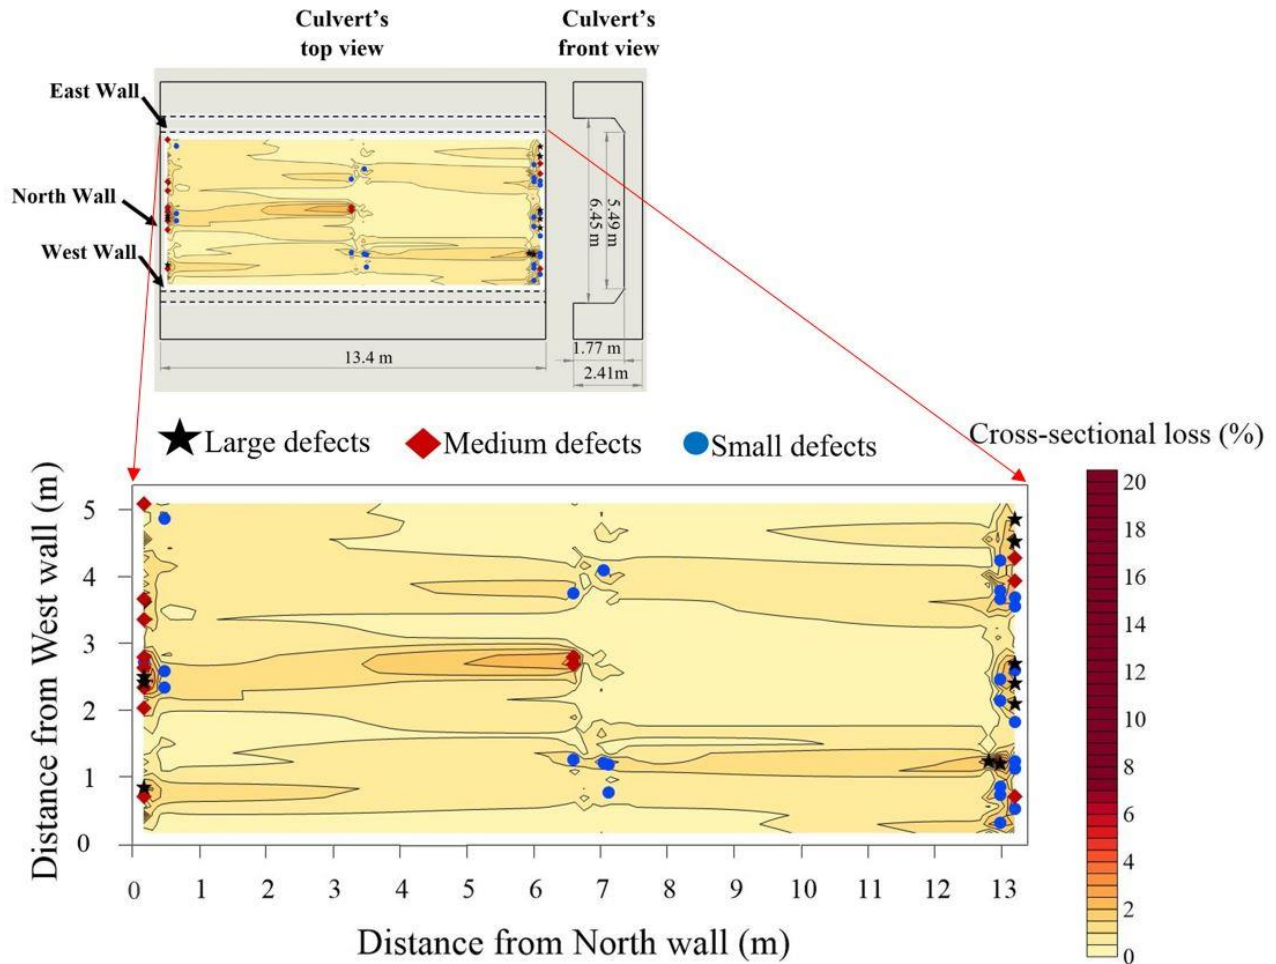 Culvert's
top view
Culvert's
front view
East Wall
North Wall
West Wall
5.49 m
6.45 m
13.4 m
1.77 m
2.41m
Large defects
Medium defects
Small defects
Cross-sectional loss (%)
20
18
16
14
12
10
8
6
4
2
0
Distance from West wall (m)
5
4
3
2
1
0
0 1 2 3 4 5 6 7 8 9 10 11 12 13
Distance from North wall (m)